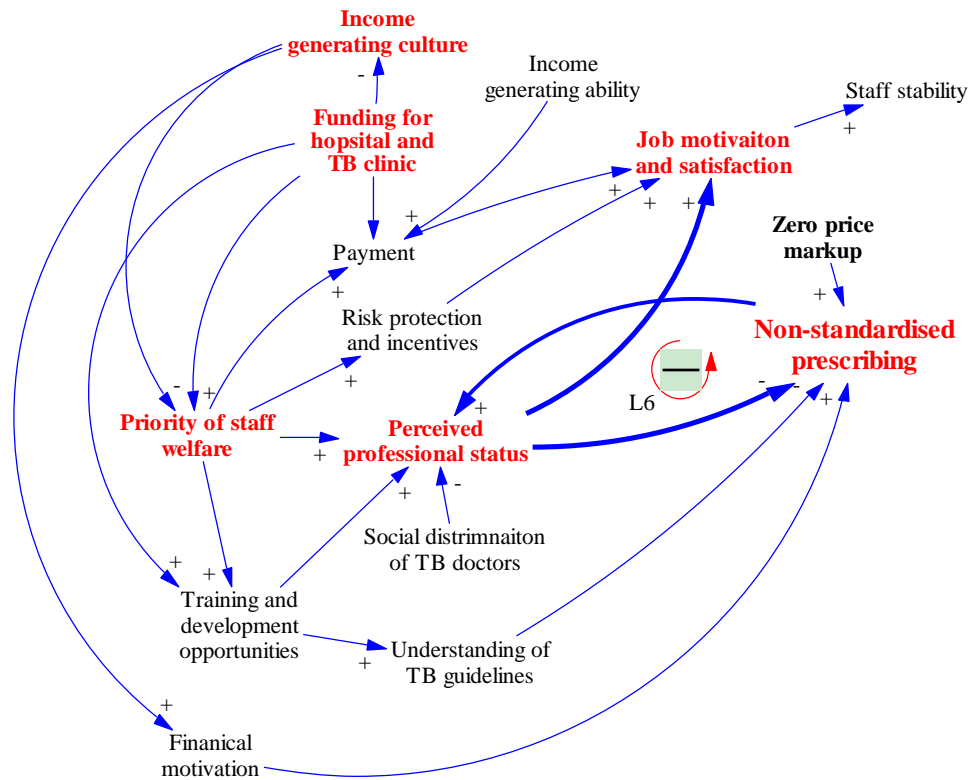 Income
generating culture
-
Income
generating ability
Staff stability
+
Funding for
hopsital and
TB clinic
Job motivaiton
and satisfaction
+
+
+
+
Zero price
markup
Payment
+
+
Risk protection
and incentives
+
Non-standardised
prescribing
-
-
+
L6
-
+
Priority of staff
welfare
+
+
Perceived
professional status
+
-
Social distrimnaiton
of TB doctors
+
+
Training and
development
opportunities
+
Understanding of
TB guidelines
+
Finanical
motivation